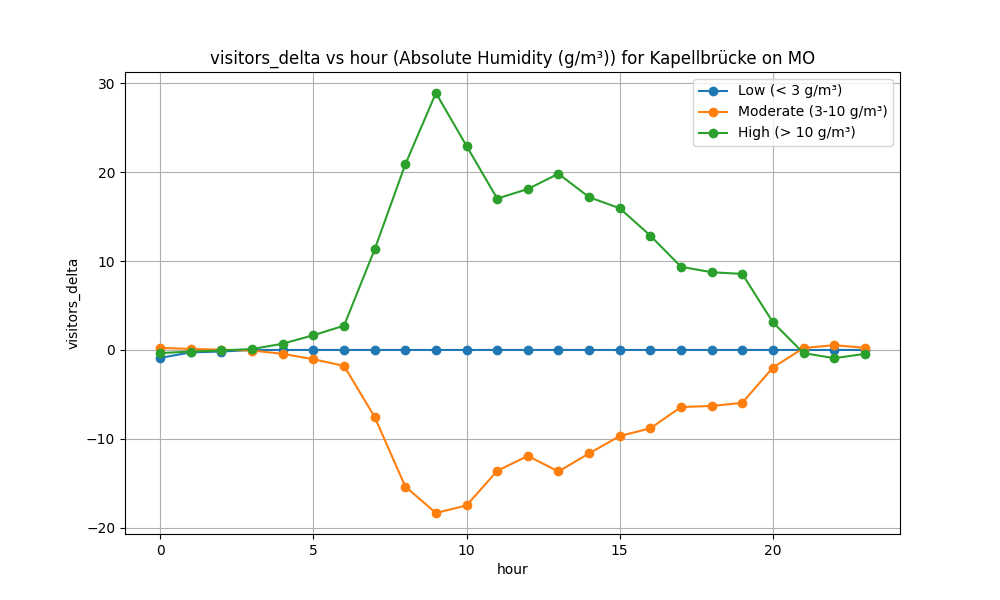 visitors_delta vs hour (Absolute Humidity (g/m³)) for Kapellbrücke on MO
Low (< 3 g/m³)
Moderate (3-10 g/m³)
High (> 10 g/m³)
30
20
10
0
−10
−20
visitors_delta
0 5 10 15 20
hour